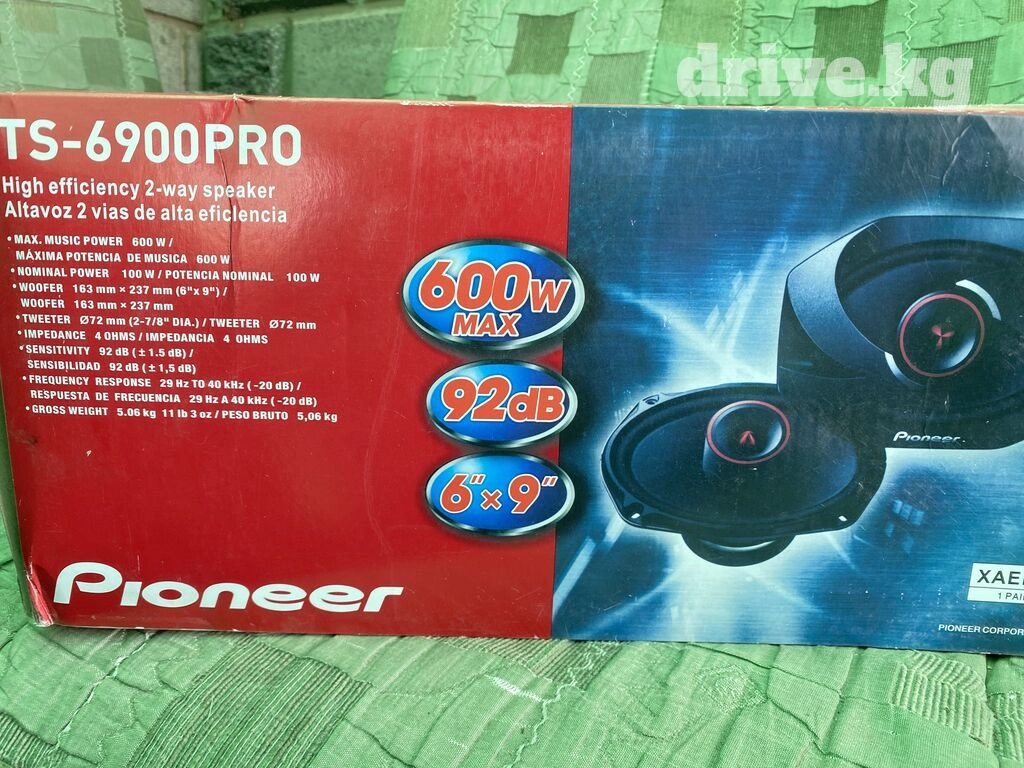 drive.kg
TS-6900PRO
High efficiency 2-way speaker
Altavoz 2 vias de alta eficlencia
• MAX. MUSIC POWER 600 W /
MÁXIMA POTENCIA DE MUSICA 600 W
• NOMINAL POWER 100 W / POTENCIA NOMINAL 100 W
• WOOFER 163 mm × 237 mm (6"x 9") /
WOOFER 163 mm × 237 mm
• TWEETER Ø72 mm (2-7/8" DIA.) / TWEETER Ø72 mm
• IMPEDANCE 4 OHMS / IMPEDANCIA 4 OHMS
• SENSITIVITY 92 dB ( ± 1.5 dB) /
SENSIBILIDAD 92 dB ( ± 1,5 dB)
• FREQUENCY RESPONSE 29 Hz TO 40 kHz ( -20 dB) /
RESPUESTA DE FRECUENCIA 29 Hz A 40 kHz ( -20 dB)
• GROSS WEIGHT 5.06 kg 11 lb 3 oz / PESO BRUTO 5,06 kg
600W
MAX
92dB
6"×9"
Pioneer
Pioneer
1 PAI
PIONEER CORPOR